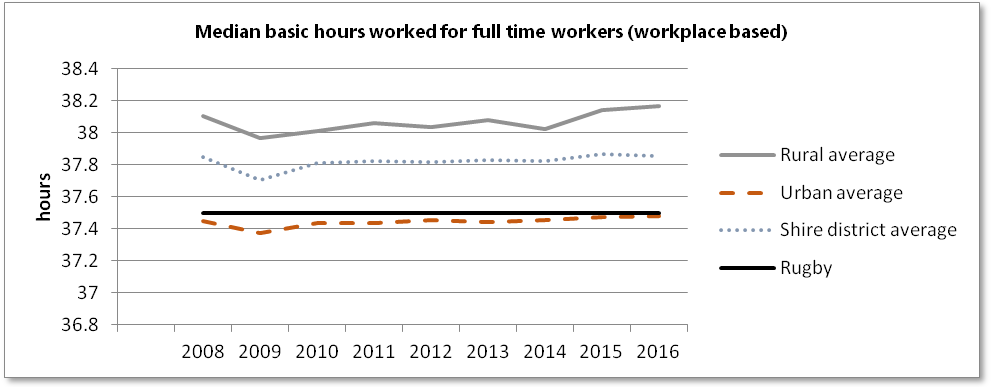 Median basic hours worked for full time workers (workplace based)
38.4
38.2
38
37.8
37.6
37.4
37.2
37
36.8
hours
2008 2009 2010 2011 2012 2013 2014 2015 2016
Rural average
Urban average
Shire district average
Rugby